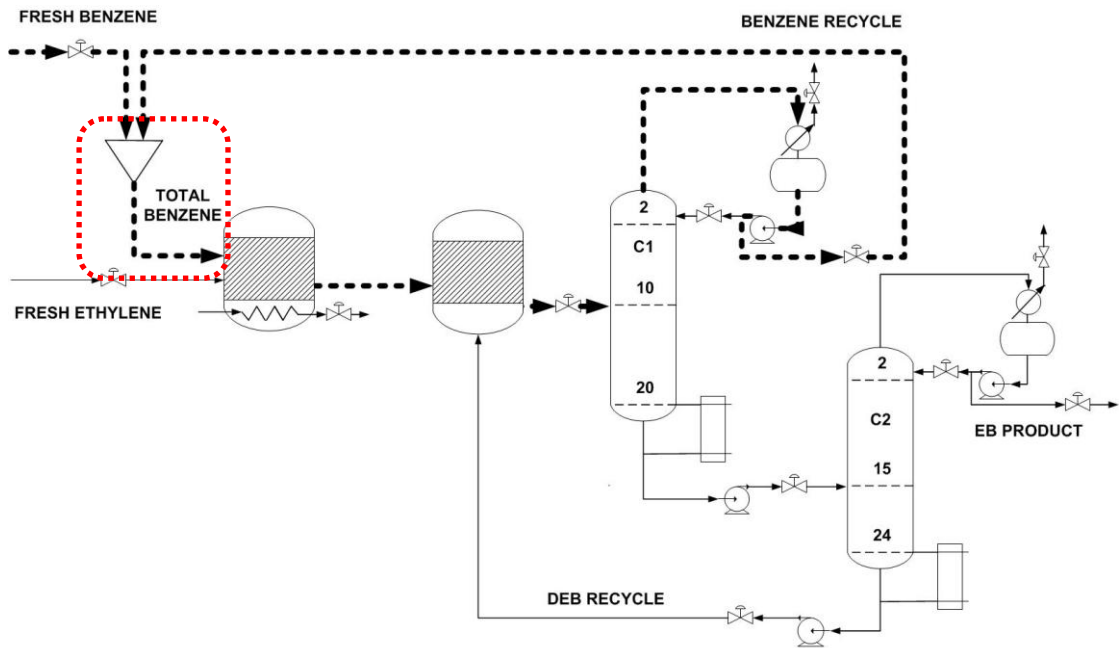 FRESH BENZENE
BENZENE RECYCLE
TOTAL
BENZENE
FRESH ETHYLENE
2
C1
10
20
2
C2
15
24
EB PRODUCT
DEB RECYCLE